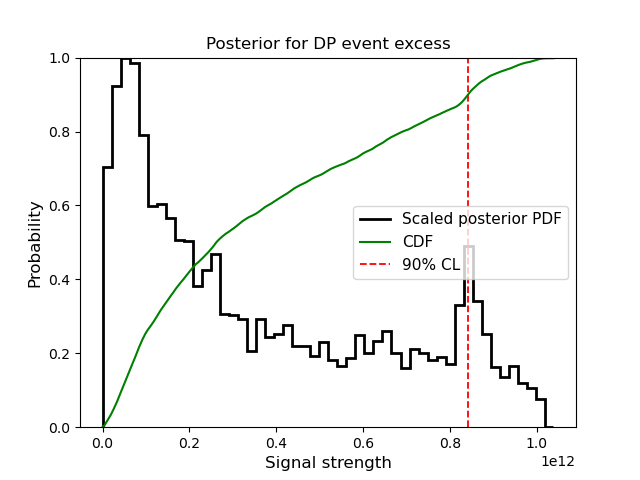 Posterior for DP event excess
Probability
1.0
0.8
0.6
0.4
0.2
0.0
Scaled posterior PDF
CDF
90% CL
0.0 0.2 0.4 0.6 0.8 1.0
1e12
Signal strength